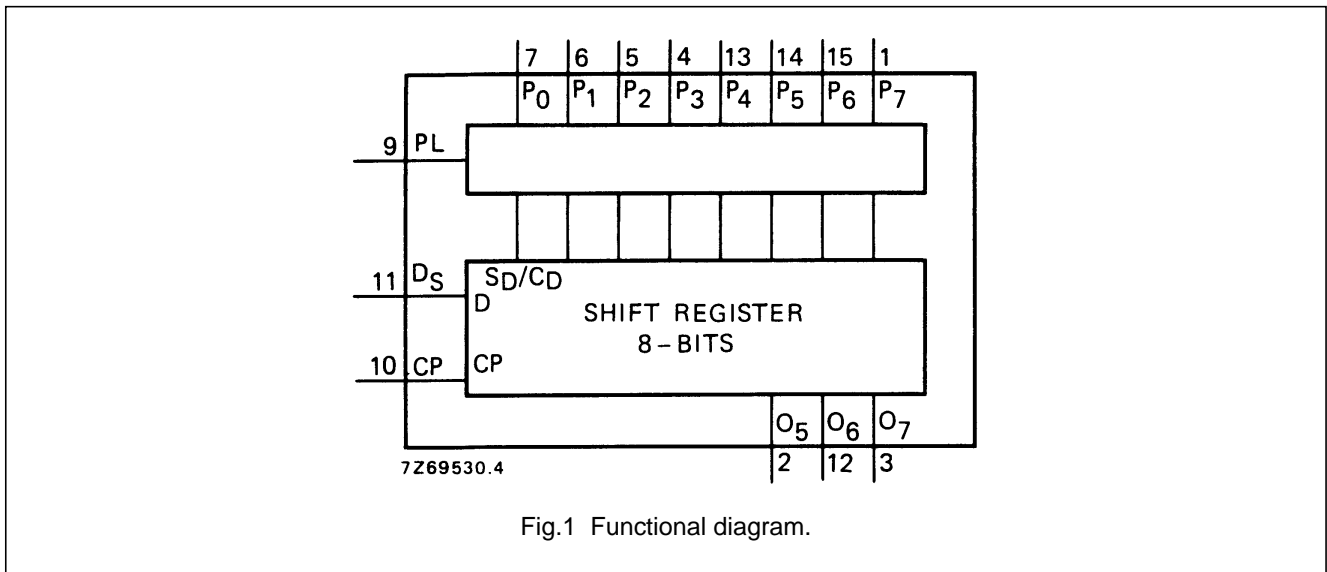 7 6 5 4 13 14 15 1
P0 P1 P2 P3 P4 P5 P6 P7
9 PL
11 DS SD/CD
D
SHIFT REGISTER
8-BITS
10 CP CP
O5 O6 O7
2 12 3
7Z69530.4
Fig.1 Functional diagram.